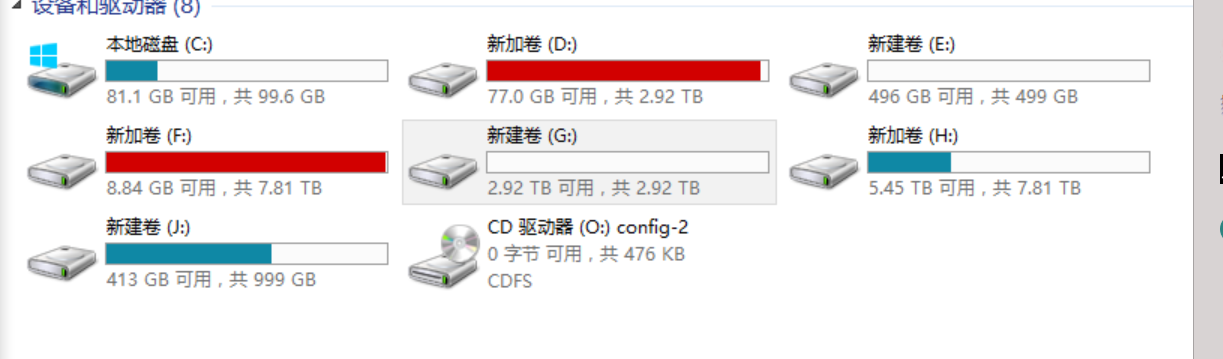 设备和驱动器 (8)
本地磁盘 (C:)
81.1 GB 可用，共 99.6 GB
新加卷 (D:)
77.0 GB 可用，共 2.92 TB
新建卷 (E:)
496 GB 可用，共 499 GB
新加卷 (F:)
8.84 GB 可用，共 7.81 TB
新建卷 (G:)
2.92 TB 可用，共 2.92 TB
新加卷 (H:)
5.45 TB 可用，共 7.81 TB
新建卷 (J:)
413 GB 可用，共 999 GB
CD 驱动器 (O:) config-2
0 字节 可用，共 476 KB
CDFS